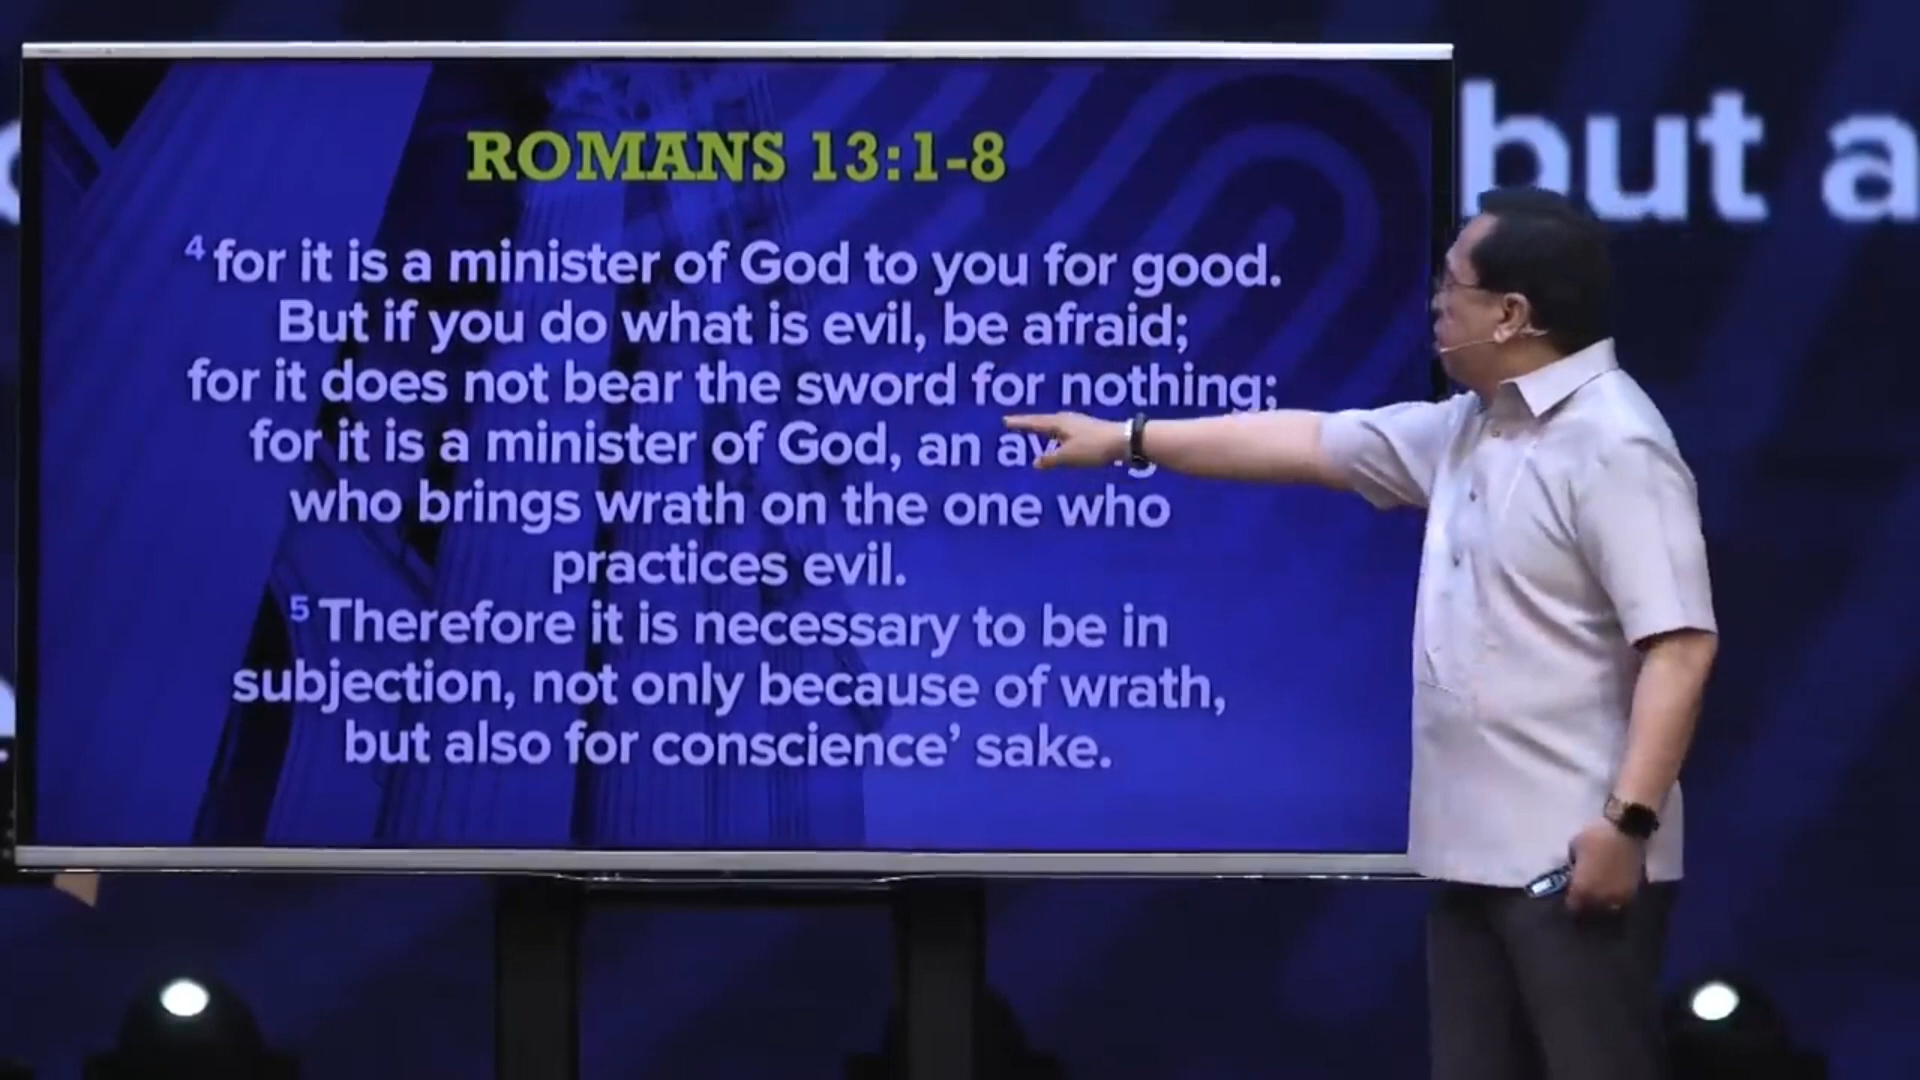 ROMANS 13:1-8
4 for it is a minister of God to you for good.
But if you do what is evil, be afraid;
for it does not bear the sword for nothing;
for it is a minister of God, an
who brings wrath on the one who
practices evil.
5 Therefore it is necessary to be in
subjection, not only because of wrath,
but also for conscience’ sake.
but a